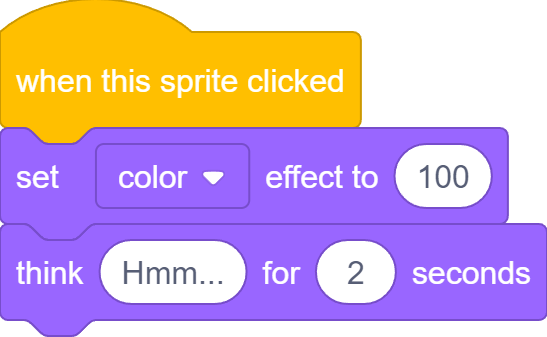 when this sprite clicked
set color effect to 100
think Hmm... for 2 seconds